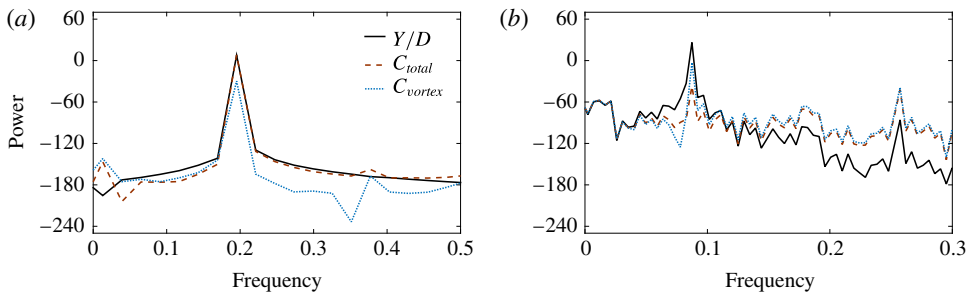 (a)
60
0
−60
−120
−180
−240
Power
Y/D
C_total
C_vortex
0 0.1 0.2 0.3 0.4 0.5
Frequency
(b)
60
0
−60
−120
−180
−240
0 0.1 0.2 0.3
Frequency